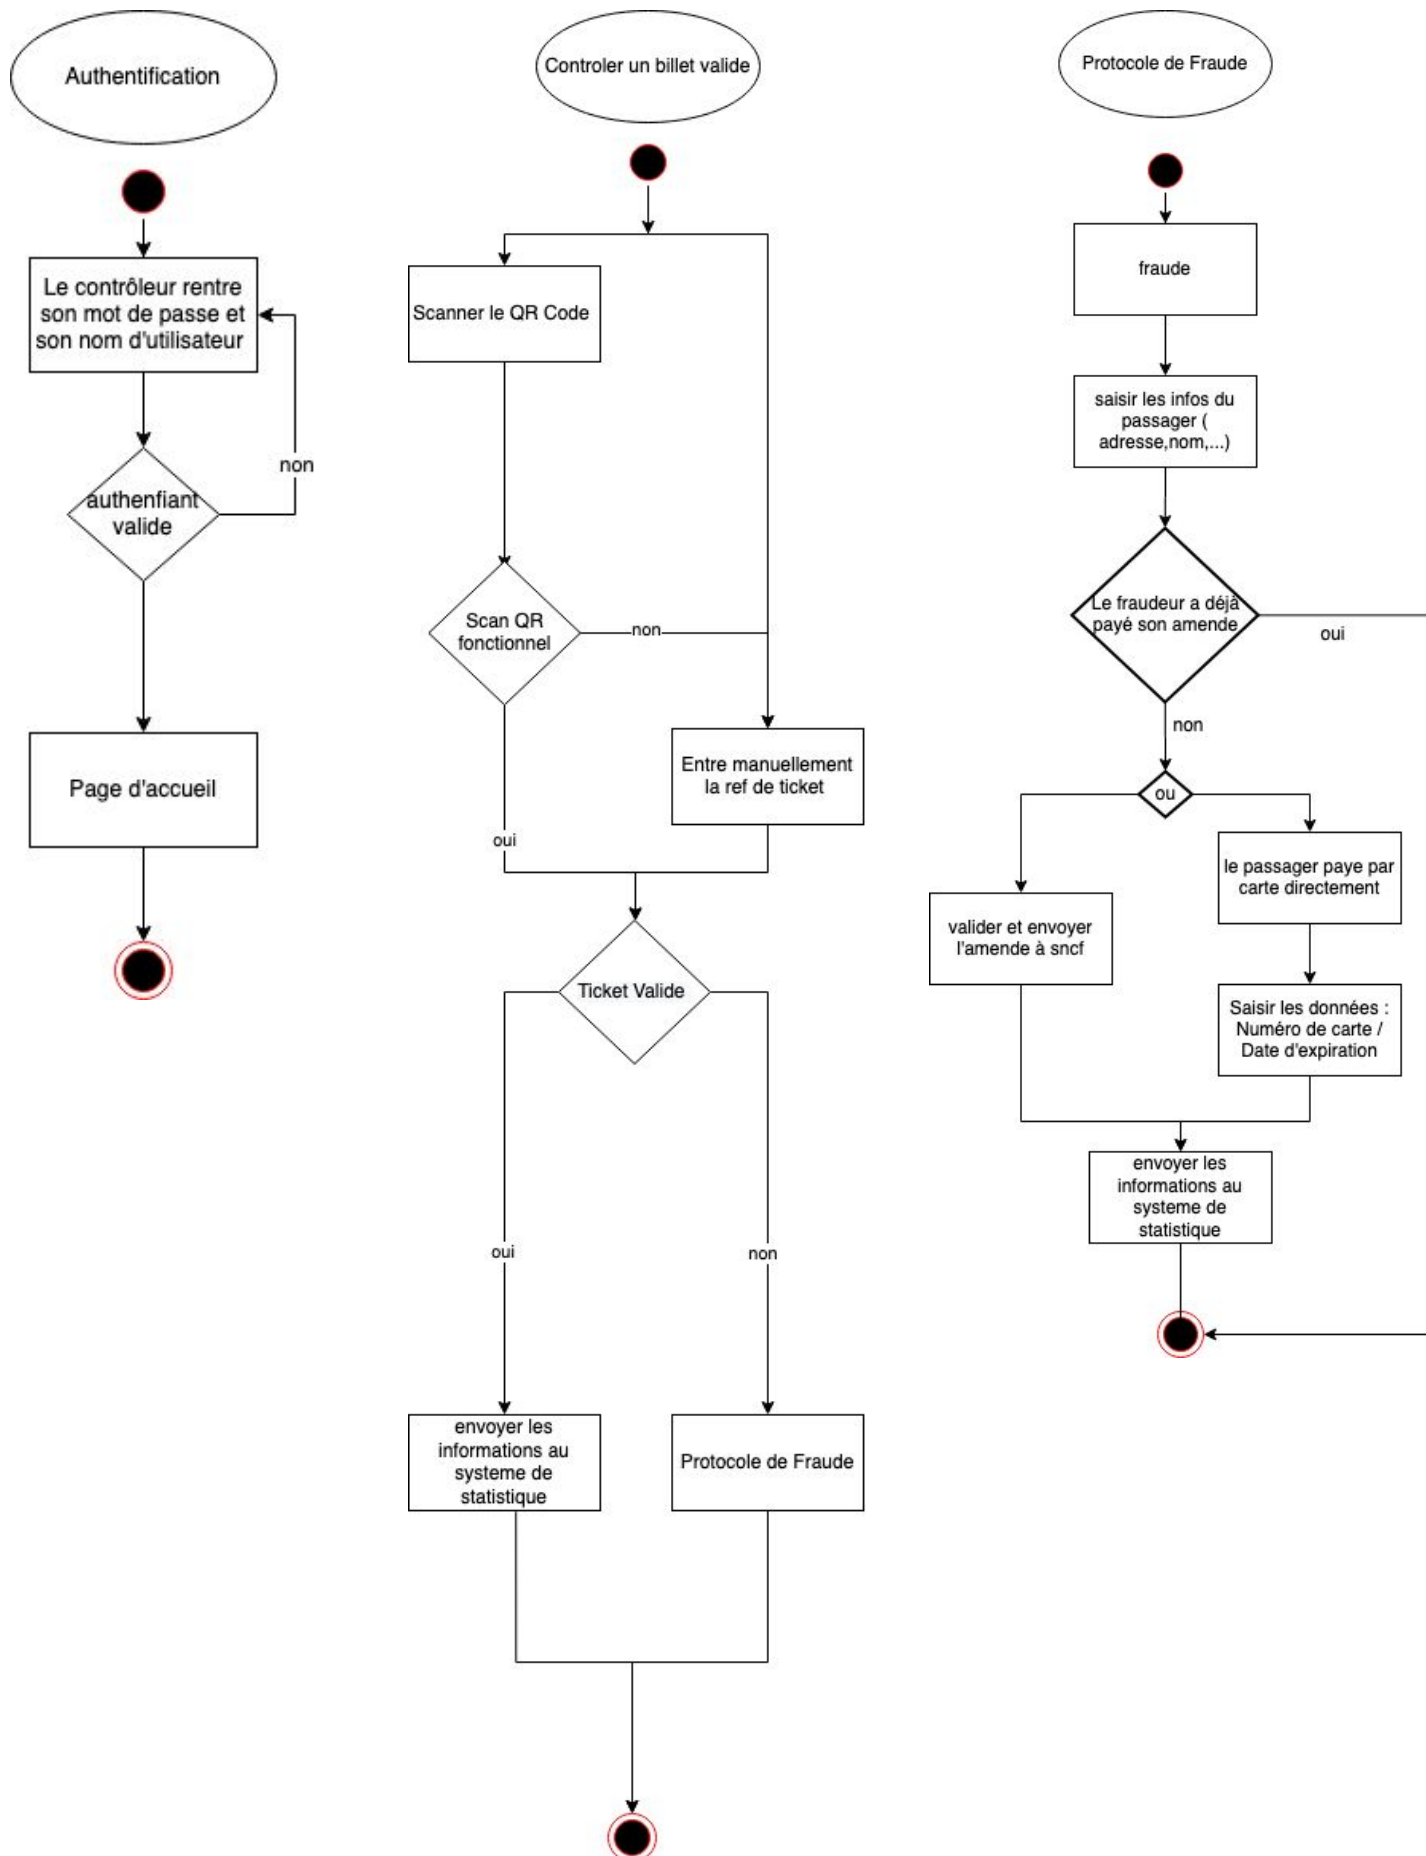 Authentification
Le contrôleur rentre
son mot de passe et
son nom d'utilisateur
non
authenfiant
valide
Page d'accueil
Controler un billet valide
Scanner le QR Code
Scan QR
fonctionnel
non
Entre manuellement
la ref de ticket
oui
Ticket Valide
oui
non
envoyer les
informations au
systeme de
statistique
Protocole de Fraude
Protocole de Fraude
fraude
saisir les infos du
passager (
adresse,nom,...)
Le fraudeur a déjà
payé son amende
oui
non
ou
le passager paye par
carte directement
valider et envoyer
l'amende à sncf
Saisir les données :
Numéro de carte /
Date d'expiration
envoyer les
informations au
systeme de
statistique